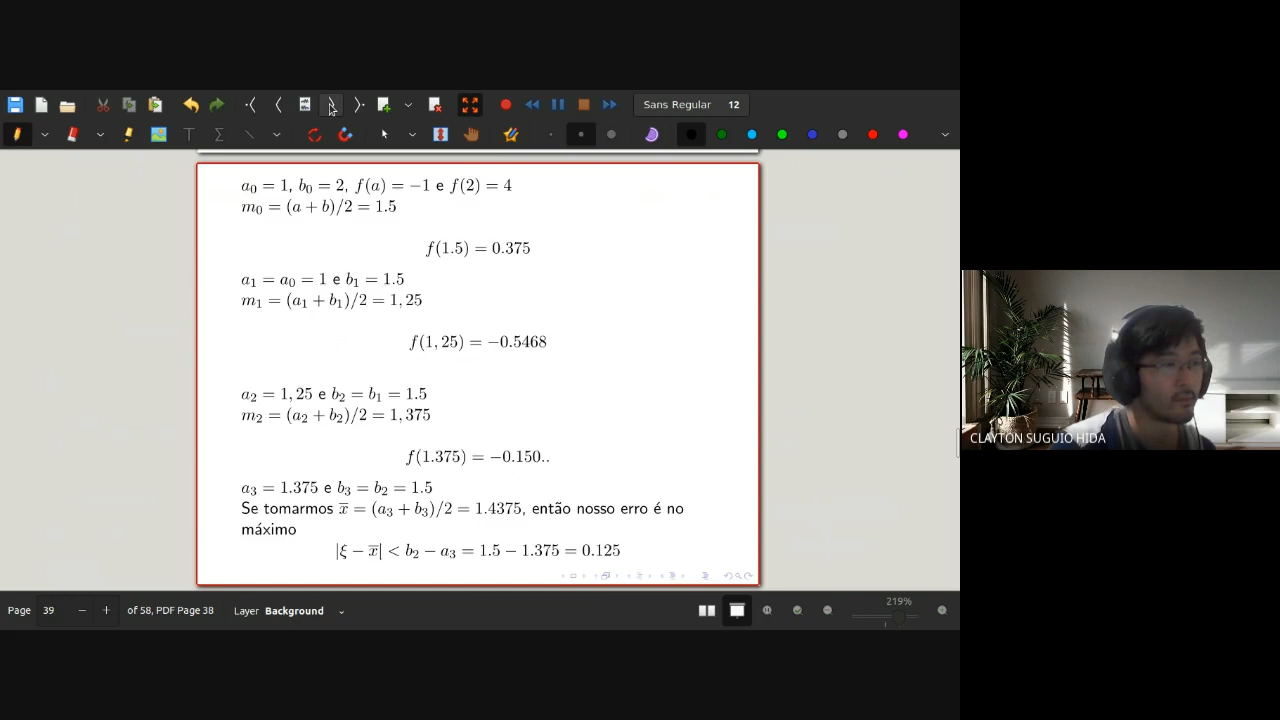 Sans Regular 12
a₀ = 1, b₀ = 2, f(a) = −1 e f(2) = 4
m₀ = (a + b)/2 = 1.5
f(1.5) = 0.375
a₁ = a₀ = 1 e b₁ = 1.5
m₁ = (a₁ + b₁)/2 = 1, 25
f(1, 25) = −0.5468
a₂ = 1, 25 e b₂ = b₁ = 1.5
m₂ = (a₂ + b₂)/2 = 1, 375
f(1.375) = −0.150..
a₃ = 1.375 e b₃ = b₂ = 1.5
Se tomarmos x̅ = (a₃ + b₃)/2 = 1.4375, então nosso erro é no
máximo
|ξ − x̅| < b₂ − a₃ = 1.5 − 1.375 = 0.125
CLAYTON SUGUIO HIDA
Page 39 − + of 58, PDF Page 38 Layer Background 219%